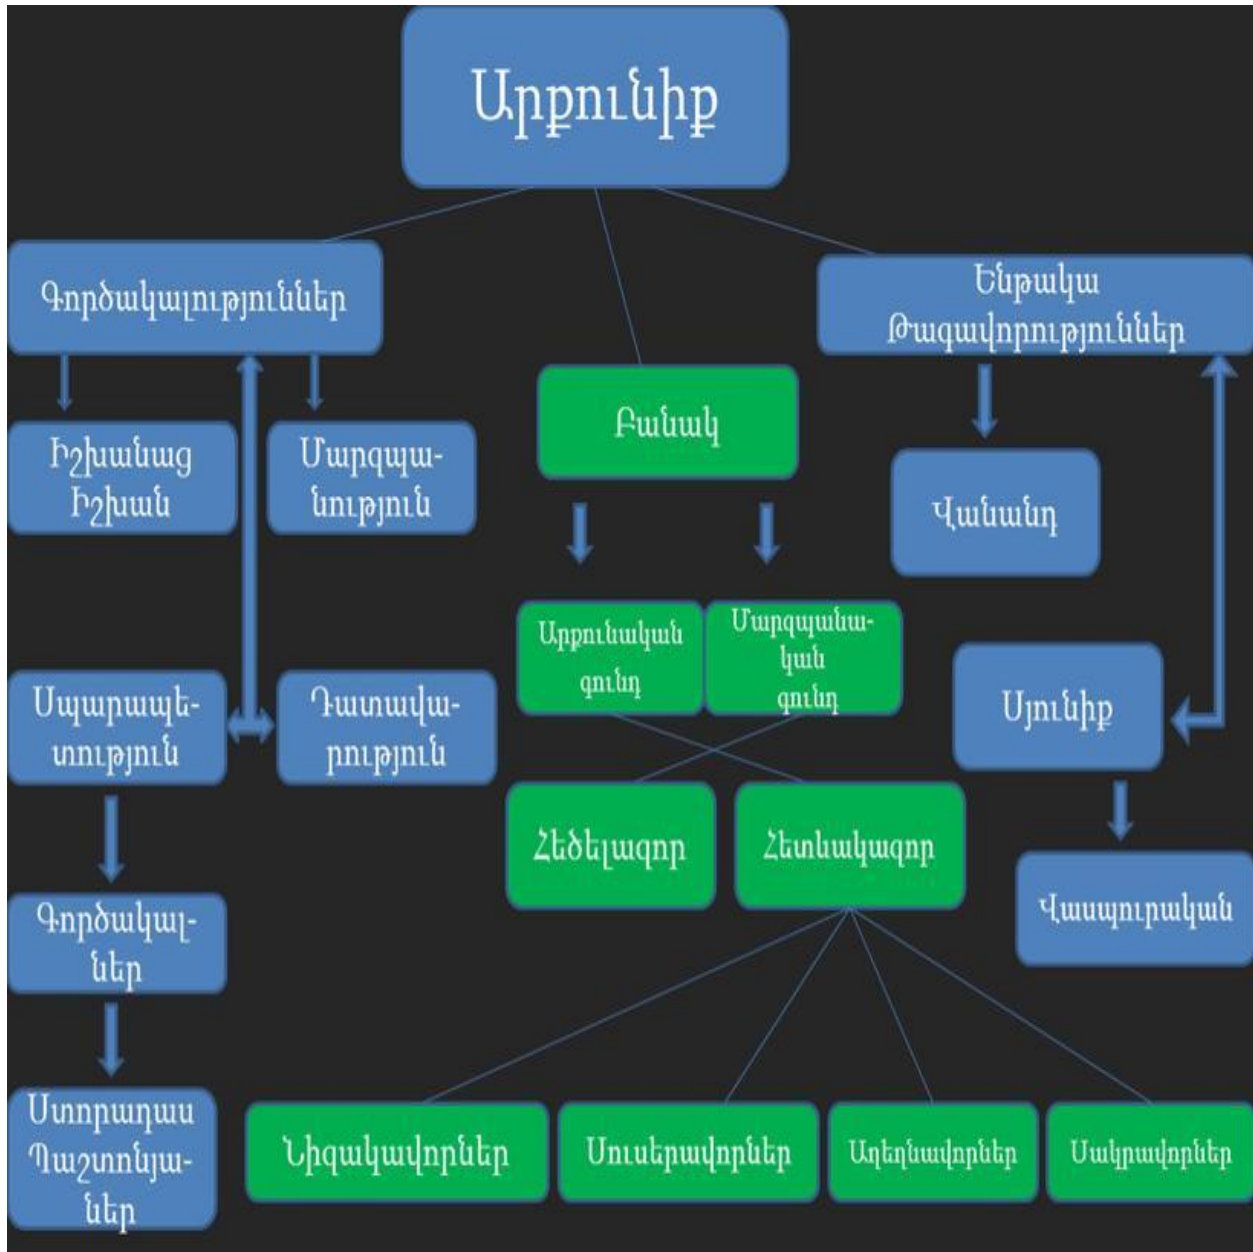 Արքունիք
Գործակալություններ
Ենթակա
Թագավորություններ
Բանակ
Իշխանաց
Իշխան
Մարզպա-
նություն
Վանանդ
Արքունական
գունդ
Մարզպանա-
կան
գունդ
Սպարապե-
տություն
Դատավա-
րություն
Սյունիք
Հեծելազոր
Հետևակազոր
Վասպուրական
Գործակալ-
ներ
Ստորադաս
Պաշտոնյա-
ներ
Նիզակավորներ
Սուսերավորներ
Աղեղնավորներ
Սակրավորներ